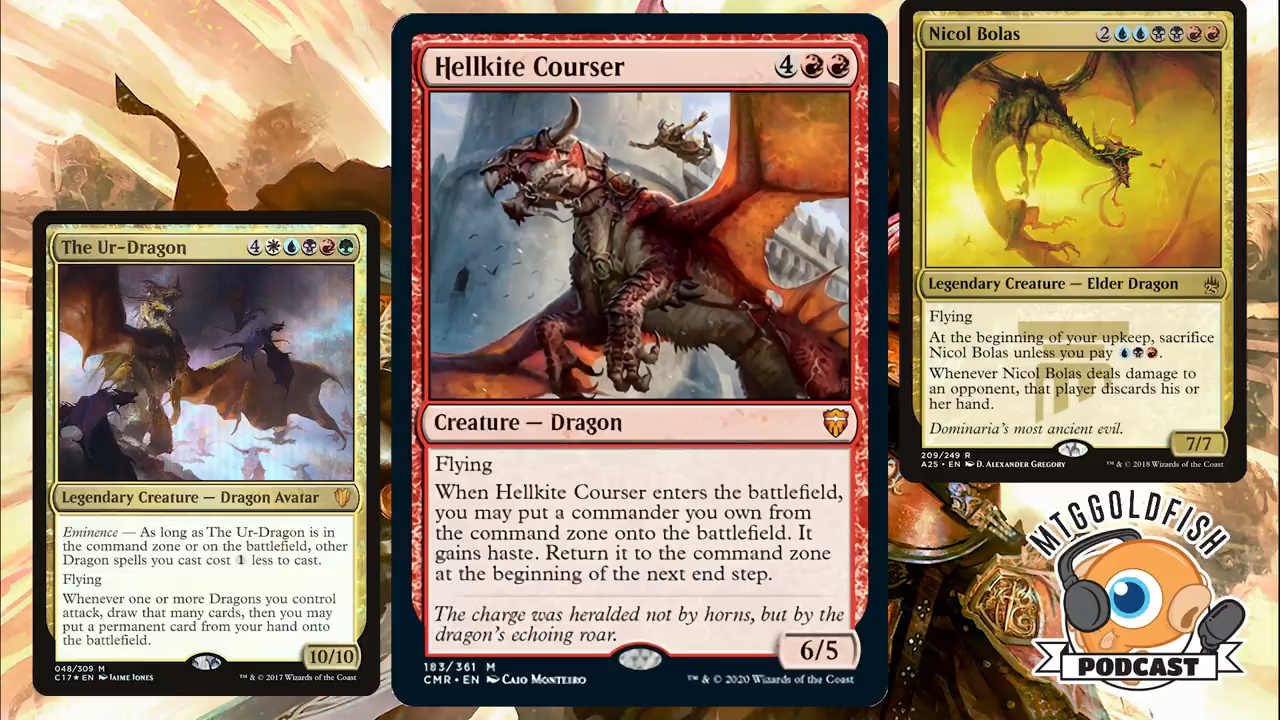 The Ur-Dragon 4
Legendary Creature — Dragon Avatar
Eminence — As long as The Ur-Dragon is in
the command zone or on the battlefield, other
Dragon spells you cast cost 1 less to cast.
Flying
Whenever one or more Dragons you control
attack, draw that many cards, then you may
put a permanent card from your hand onto
the battlefield.
10/10
048/309 M
C17★EN JAIME JONES
™ & © 2017 Wizards of the Coast
Hellkite Courser 4
Creature — Dragon
Flying
When Hellkite Courser enters the battlefield,
you may put a commander you own from
the command zone onto the battlefield. It
gains haste. Return it to the command zone
at the beginning of the next end step.
The charge was heralded not by horns, but by the
dragon's echoing roar.
6/5
183/361 M
CMR • EN CAIO MONTEIRO
™ & © 2020 Wizards of the Coast
Nicol Bolas 2
Legendary Creature — Elder Dragon
Flying
At the beginning of your upkeep, sacrifice
Nicol Bolas unless you pay .
Whenever Nicol Bolas deals damage to
an opponent, that player discards his or
her hand.
Dominaria's most ancient evil.
7/7
209/249 R
A25 • EN D. ALEXANDER GREGORY
™ & © 2018 Wizards of the Coast
MTGGOLDFISH
PODCAST